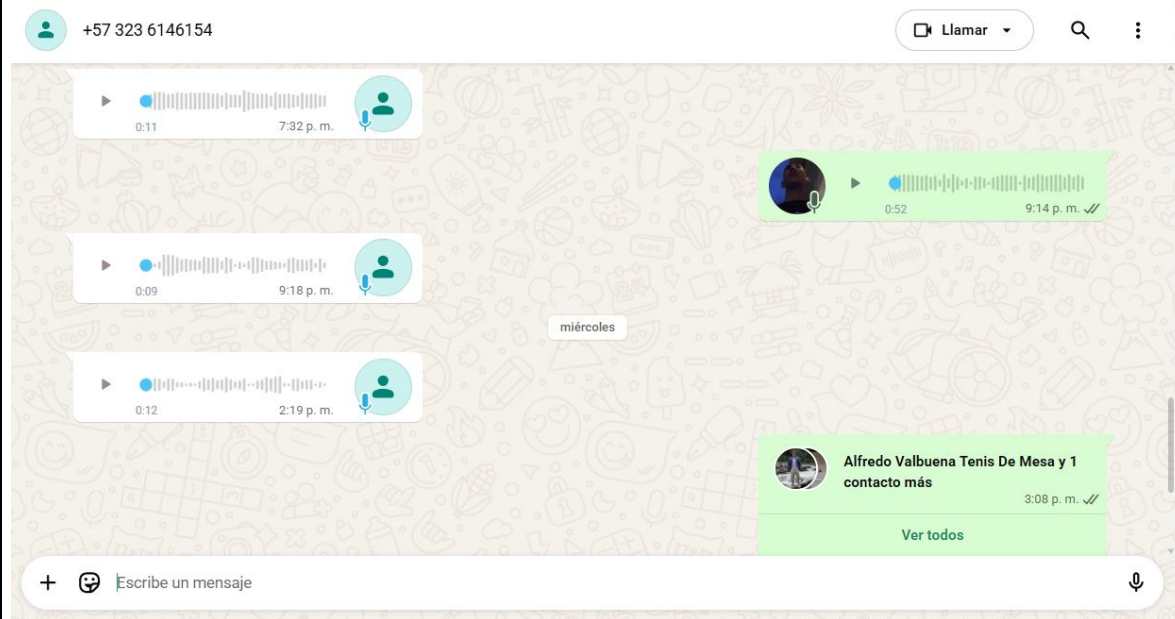 +57 323 6146154
Llamar
0:11 7:32 p. m.
0:52 9:14 p. m.
0:09 9:18 p. m.
miércoles
0:12 2:19 p. m.
Alfredo Valbuena Tenis De Mesa y 1
contacto más
3:08 p. m.
Ver todos
Escribe un mensaje